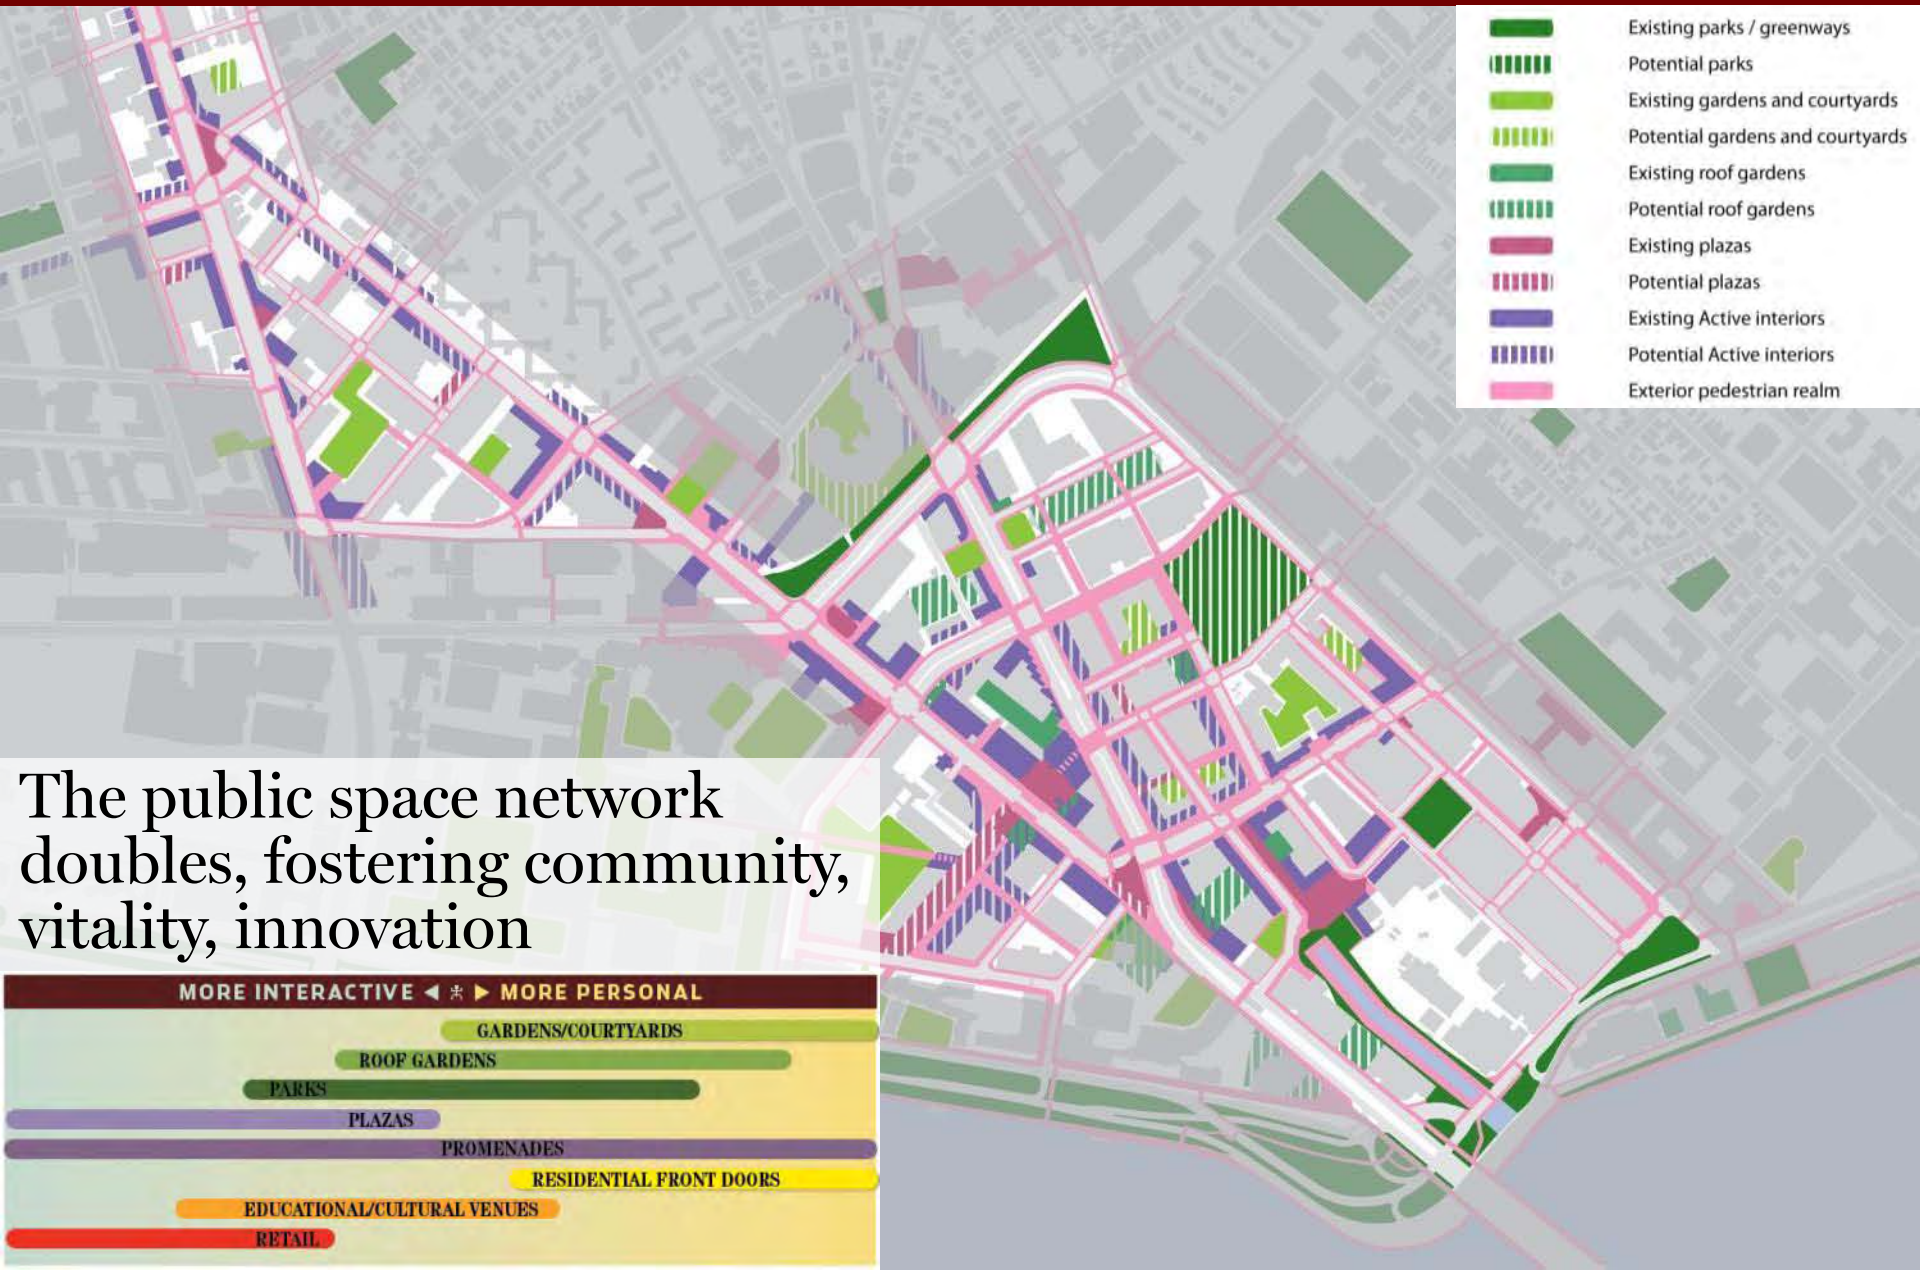 Existing parks / greenways
Potential parks
Existing gardens and courtyards
Potential gardens and courtyards
Existing roof gardens
Potential roof gardens
Existing plazas
Potential plazas
Existing Active interiors
Potential Active interiors
Exterior pedestrian realm
The public space network
doubles, fostering community,
vitality, innovation
MORE INTERACTIVE ◀ ▶ MORE PERSONAL
GARDENS/COURTYARDS
ROOF GARDENS
PARKS
PLAZAS
PROMENADES
RESIDENTIAL FRONT DOORS
EDUCATIONAL/CULTURAL VENUES
RETAIL